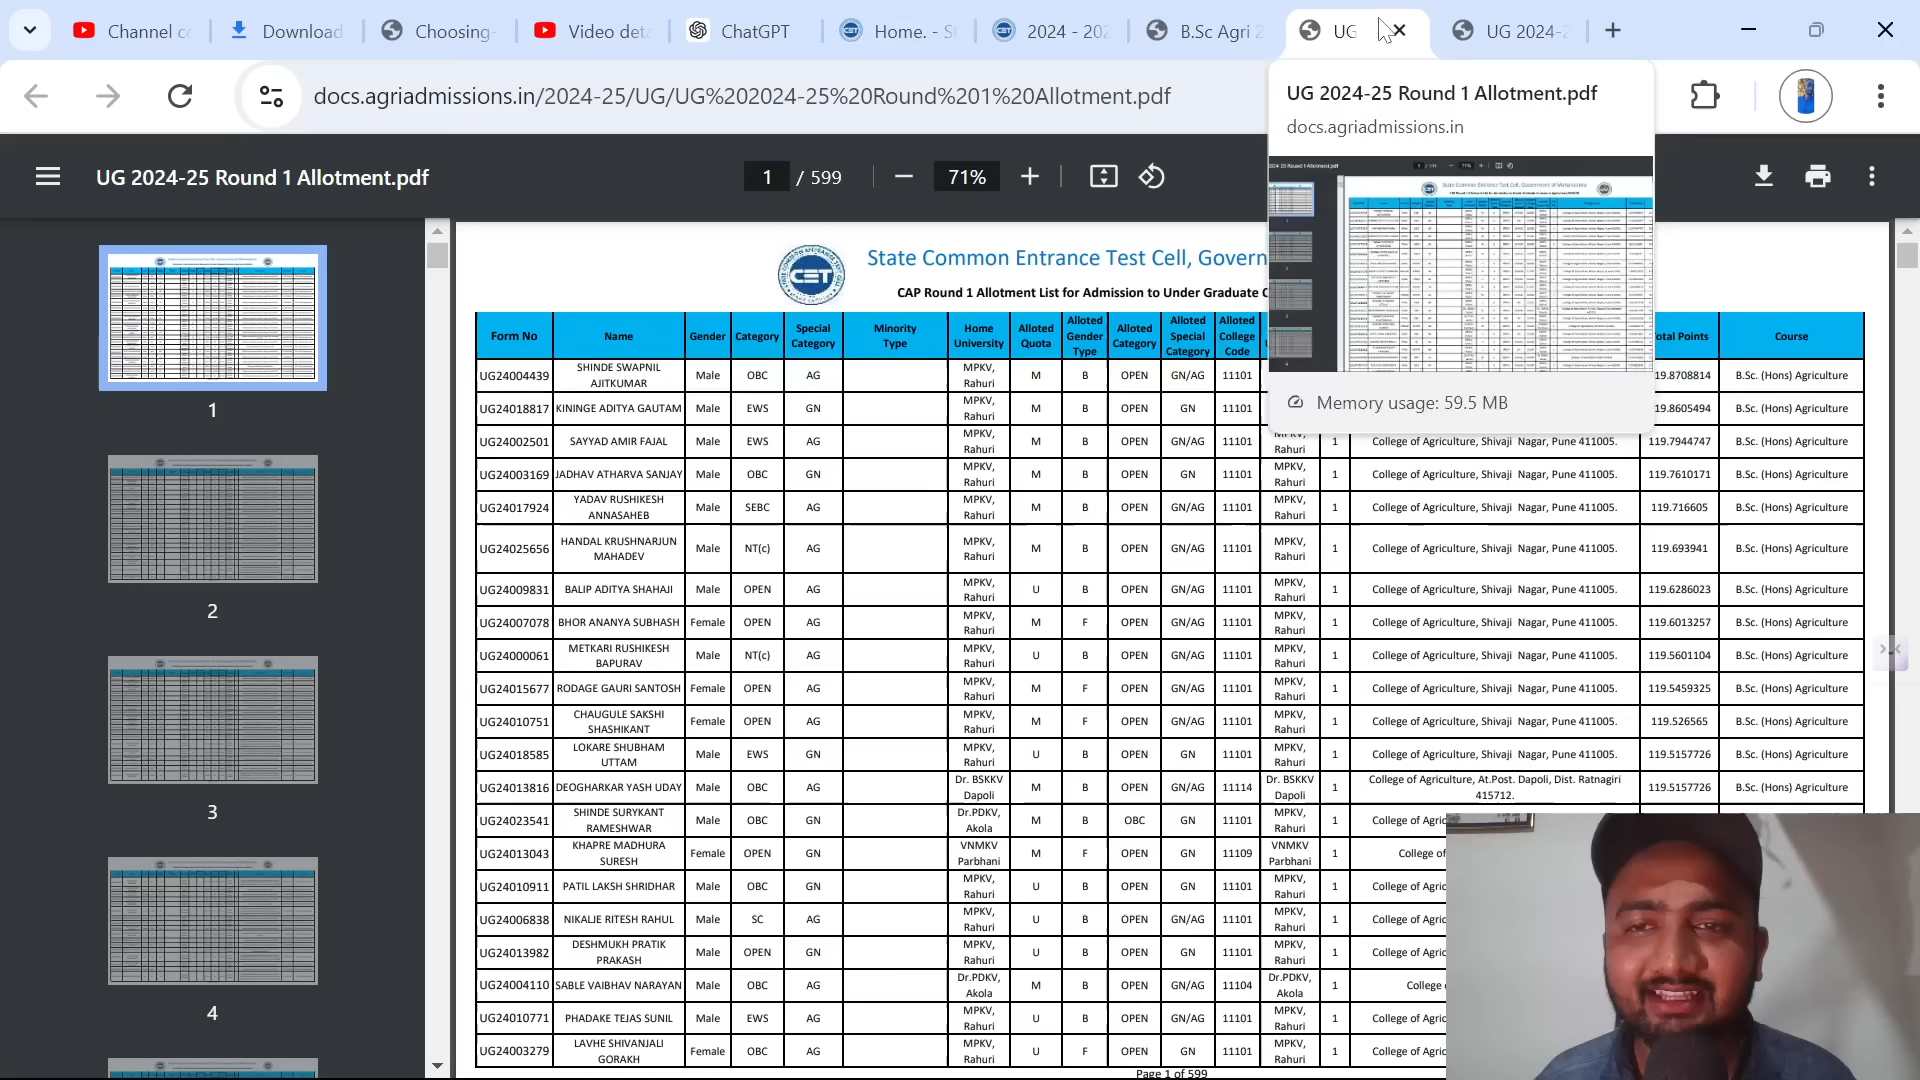 Channel co
Download
Choosing-
Video deta
ChatGPT
Home. - S
2024 - 202
B.Sc Agri 2
UG
UG 2024-2
docs.agriadmissions.in/2024-25/UG/UG%202024-25%20Round%201%20Allotment.pdf
UG 2024-25 Round 1 Allotment.pdf
docs.agriadmissions.in
Memory usage: 59.5 MB
UG 2024-25 Round 1 Allotment.pdf
1 / 599
71%
1
2
3
4
State Common Entrance Test Cell, Govern
CAP Round 1 Allotment List for Admission to Under Graduate C
Form No Name Gender Category Special Category Minority Type Home University Alloted Quota Alloted Gender Type Alloted Category Alloted Special Category Alloted College Code otal Points Course
UG24004439 SHINDE SWAPNIL AJITKUMAR Male OBC AG MPKV, Rahuri M B OPEN GN/AG 11101 19.8708814 B.Sc. (Hons) Agriculture
UG24018817 KININGE ADITYA GAUTAM Male EWS GN MPKV, Rahuri M B OPEN GN 11101 19.8605494 B.Sc. (Hons) Agriculture
UG24002501 SAYYAD AMIR FAJAL Male EWS AG MPKV, Rahuri M B OPEN GN/AG 11101 MPKV, Rahuri 1 College of Agriculture, Shivaji Nagar, Pune 411005. 119.7944747 B.Sc. (Hons) Agriculture
UG24003169 JADHAV ATHARVA SANJAY Male OBC GN MPKV, Rahuri M B OPEN GN 11101 MPKV, Rahuri 1 College of Agriculture, Shivaji Nagar, Pune 411005. 119.7610171 B.Sc. (Hons) Agriculture
UG24017924 YADAV RUSHIKESH ANNASAHEB Male SEBC AG MPKV, Rahuri M B OPEN GN/AG 11101 MPKV, Rahuri 1 College of Agriculture, Shivaji Nagar, Pune 411005. 119.716605 B.Sc. (Hons) Agriculture
UG24025656 HANDAL KRUSHNARJUN MAHADEV Male NT(c) AG MPKV, Rahuri M B OPEN GN/AG 11101 MPKV, Rahuri 1 College of Agriculture, Shivaji Nagar, Pune 411005. 119.693941 B.Sc. (Hons) Agriculture
UG24009831 BALIP ADITYA SHAHAJI Male OPEN AG MPKV, Rahuri U B OPEN GN/AG 11101 MPKV, Rahuri 1 College of Agriculture, Shivaji Nagar, Pune 411005. 119.6286023 B.Sc. (Hons) Agriculture
UG24007078 BHOR ANANYA SUBHASH Female OPEN AG MPKV, Rahuri M F OPEN GN/AG 11101 MPKV, Rahuri 1 College of Agriculture, Shivaji Nagar, Pune 411005. 119.6013257 B.Sc. (Hons) Agriculture
UG24000061 METKARI RUSHIKESH BAPURAV Male NT(c) AG MPKV, Rahuri U B OPEN GN/AG 11101 MPKV, Rahuri 1 College of Agriculture, Shivaji Nagar, Pune 411005. 119.5601104 B.Sc. (Hons) Agriculture
UG24015677 RODAGE GAURI SANTOSH Female OPEN AG MPKV, Rahuri M F OPEN GN/AG 11101 MPKV, Rahuri 1 College of Agriculture, Shivaji Nagar, Pune 411005. 119.5459325 B.Sc. (Hons) Agriculture
UG24010751 CHAUGULE SAKSHI SHASHIKANT Female OPEN AG MPKV, Rahuri M F OPEN GN/AG 11101 MPKV, Rahuri 1 College of Agriculture, Shivaji Nagar, Pune 411005. 119.526565 B.Sc. (Hons) Agriculture
UG24018585 LOKARE SHUBHAM UTTAM Male EWS GN MPKV, Rahuri U B OPEN GN 11101 MPKV, Rahuri 1 College of Agriculture, Shivaji Nagar, Pune 411005. 119.5157726 B.Sc. (Hons) Agriculture
UG24013816 DEOGHARKAR YASH UDAY Male OBC AG Dr. BSKKV Dapoli M B OPEN GN/AG 11114 Dr. BSKKV Dapoli 1 College of Agriculture, At.Post. Dapoli, Dist. Ratnagiri 415712. 119.5157726 B.Sc. (Hons) Agriculture
UG24023541 SHINDE SURYKANT RAMESHWAR Male OBC GN Dr.PDKV, Akola M B OBC GN 11101 MPKV, Rahuri 1 College of Agric
UG24013043 KHAPRE MADHURA SURESH Female OPEN GN VNMKV Parbhani M F OPEN GN 11109 VNMKV Parbhani 1 College of
UG24010911 PATIL LAKSH SHRIDHAR Male OBC GN MPKV, Rahuri U B OPEN GN 11101 MPKV, Rahuri 1 College of Agric
UG24006838 NIKALJE RITESH RAHUL Male SC AG MPKV, Rahuri U B OPEN GN/AG 11101 MPKV, Rahuri 1 College of Agric
UG24013982 DESHMUKH PRATIK PRAKASH Male OPEN GN MPKV, Rahuri U B OPEN GN 11101 MPKV, Rahuri 1 College of Agric
UG24004110 SABLE VAIBHAV NARAYAN Male OBC AG Dr.PDKV, Akola M B OPEN GN/AG 11104 Dr.PDKV, Akola 1 College
UG24010771 PHADAKE TEJAS SUNIL Male EWS GN MPKV, Rahuri U B OPEN GN/AG 11101 MPKV, Rahuri 1 College of Agric
UG24003279 LAVHE SHIVANJALI GORAKH Female OBC AG MPKV, Rahuri U F OPEN GN 11101 MPKV, Rahuri 1 College of Agric
Page 1 of 599